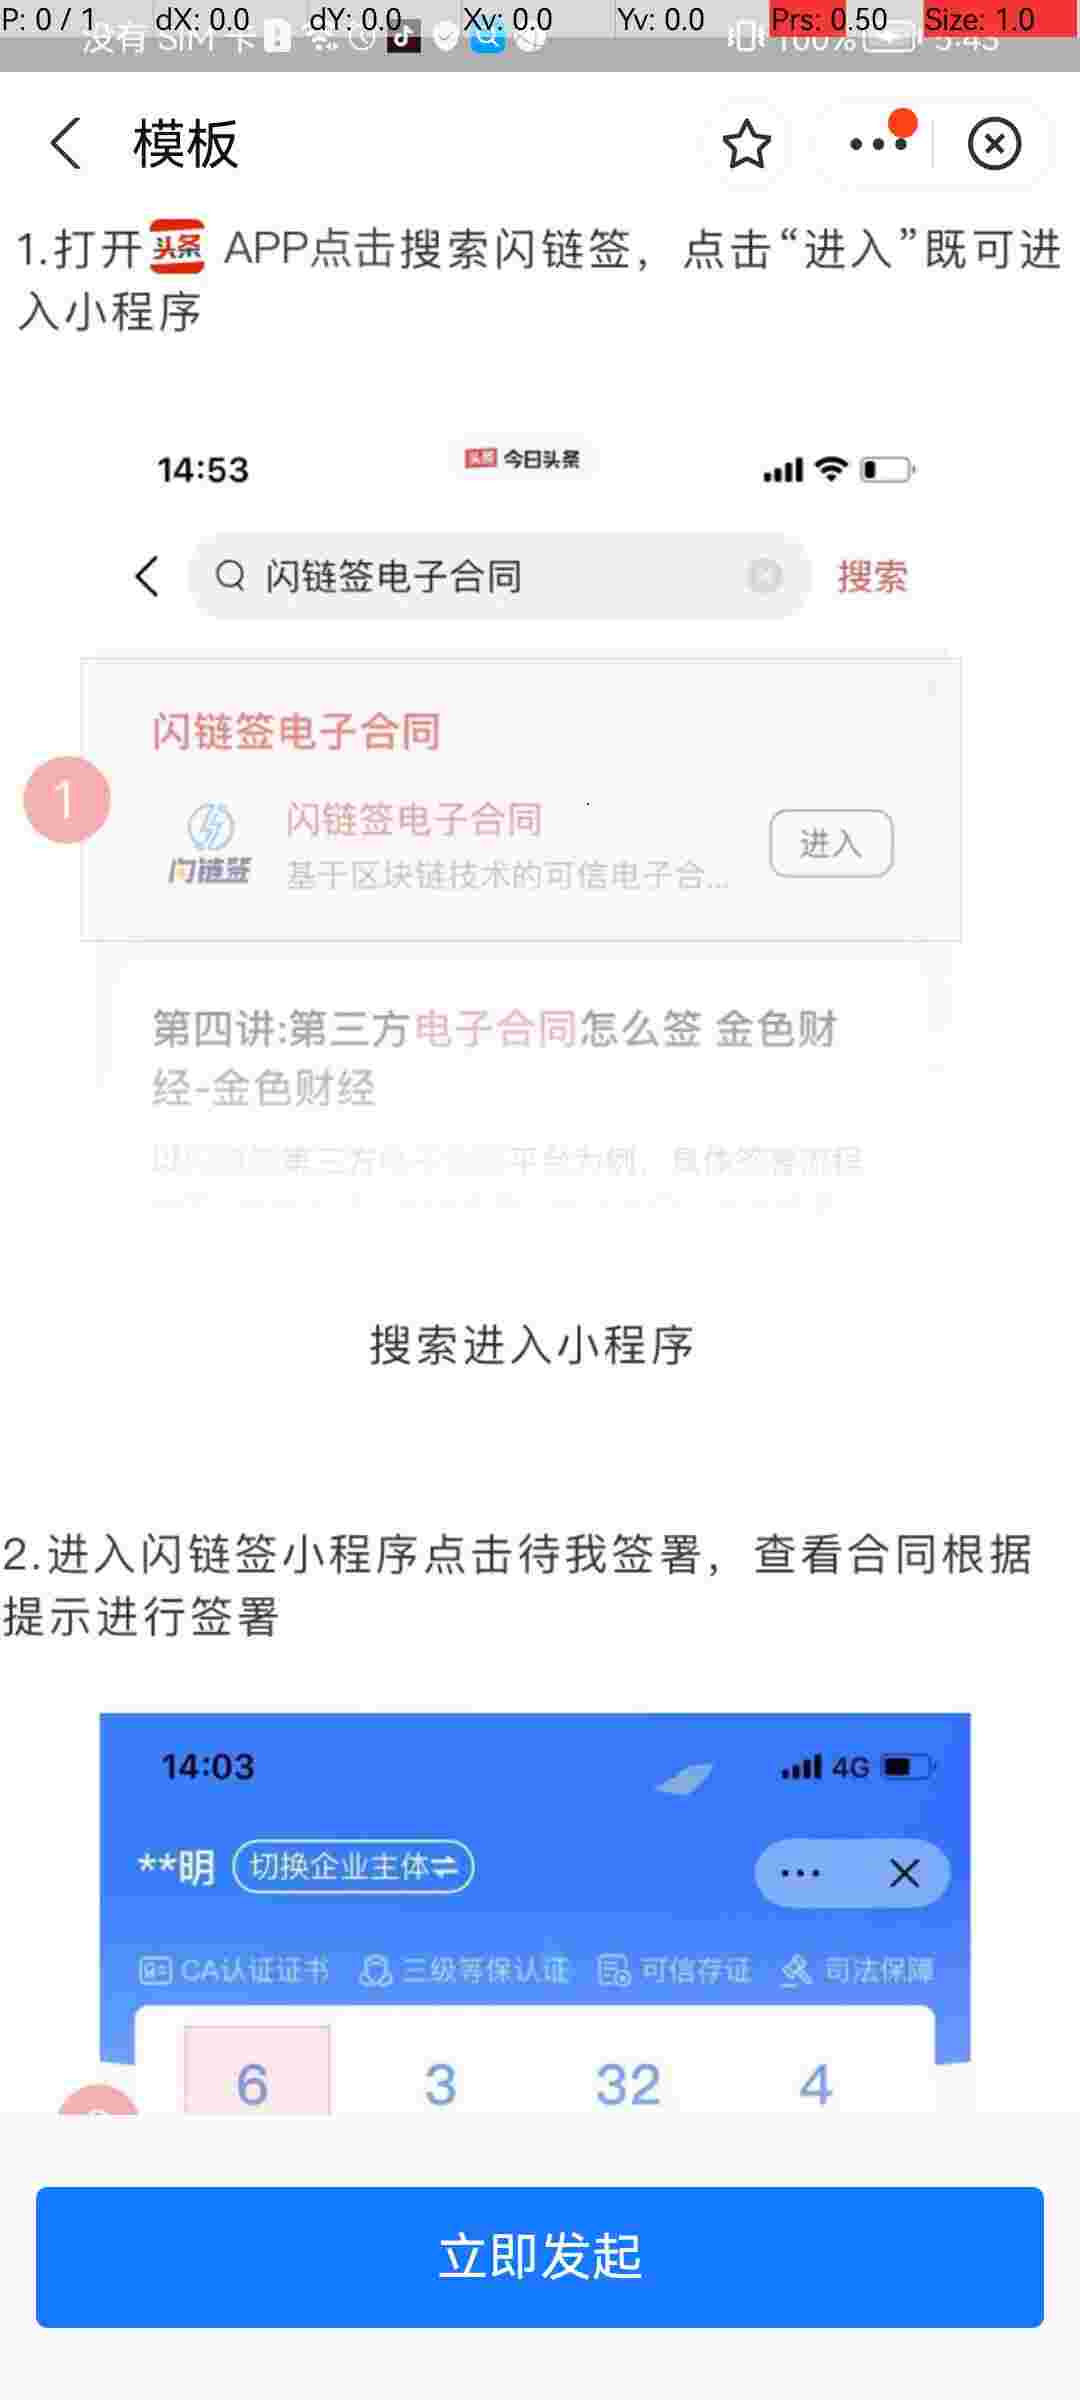 P: 0 / 1 dX: 0.0 dY: 0.0 Xv: 0.0 Yv: 0.0 Prs: 0.50 Size: 1.0
没有 SIM 卡 100% 5:43
模板
1.打开头条 APP点击搜索闪链签，点击“进入”既可进
入小程序
14:53 头条 今日头条
闪链签电子合同 搜索
闪链签电子合同
1
闪链签电子合同
闪链签 基于区块链技术的可信电子合... 进入
第四讲:第三方电子合同怎么签 金色财
经-金色财经
第三方电子合同平台为例，具体签署流程
搜索进入小程序
2.进入闪链签小程序点击待我签署，查看合同根据
提示进行签署
14:03 4G
**明 切换企业主体
CA认证证书 三级等保认证 可信存证 司法保障
6 3 32 4
立即发起